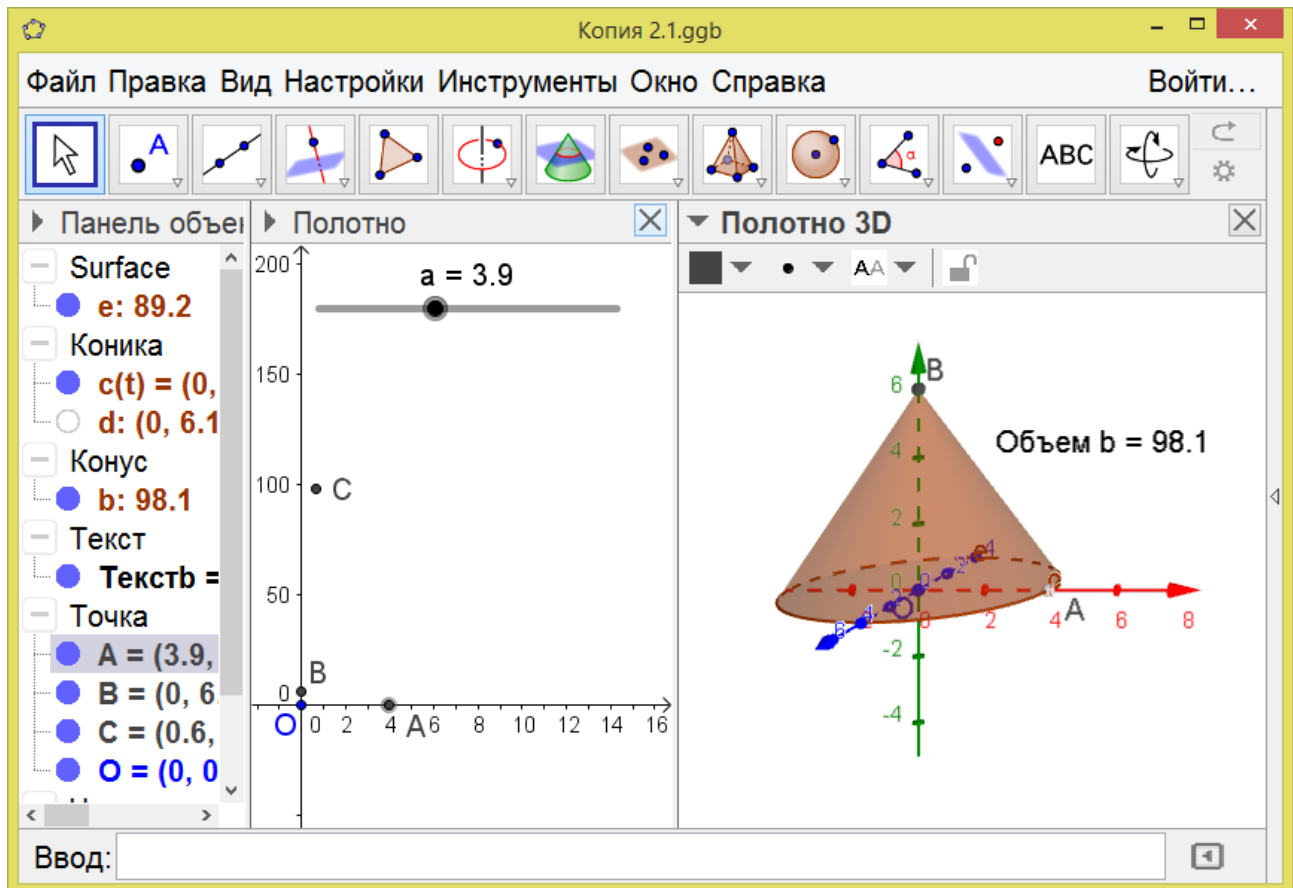 Копия 2.1.ggb
Файл Правка Вид Настройки Инструменты Окно Справка Войти…
A α ABC
Панель объек
Полотно
Полотно 3D
AA
Surface
e: 89.2
Коника
c(t) = (0,
d: (0, 6.1
Конус
b: 98.1
Текст
Текстb =
Точка
A = (3.9,
B = (0, 6.
C = (0.6,
O = (0, 0
a = 3.9
200
150
100
50
0
C
B
A
O
0 2 4 6 8 10 12 14 16
B
Объем b = 98.1
6
4
2
0
-2
-4
0 2 4 6 8
A
Ввод: